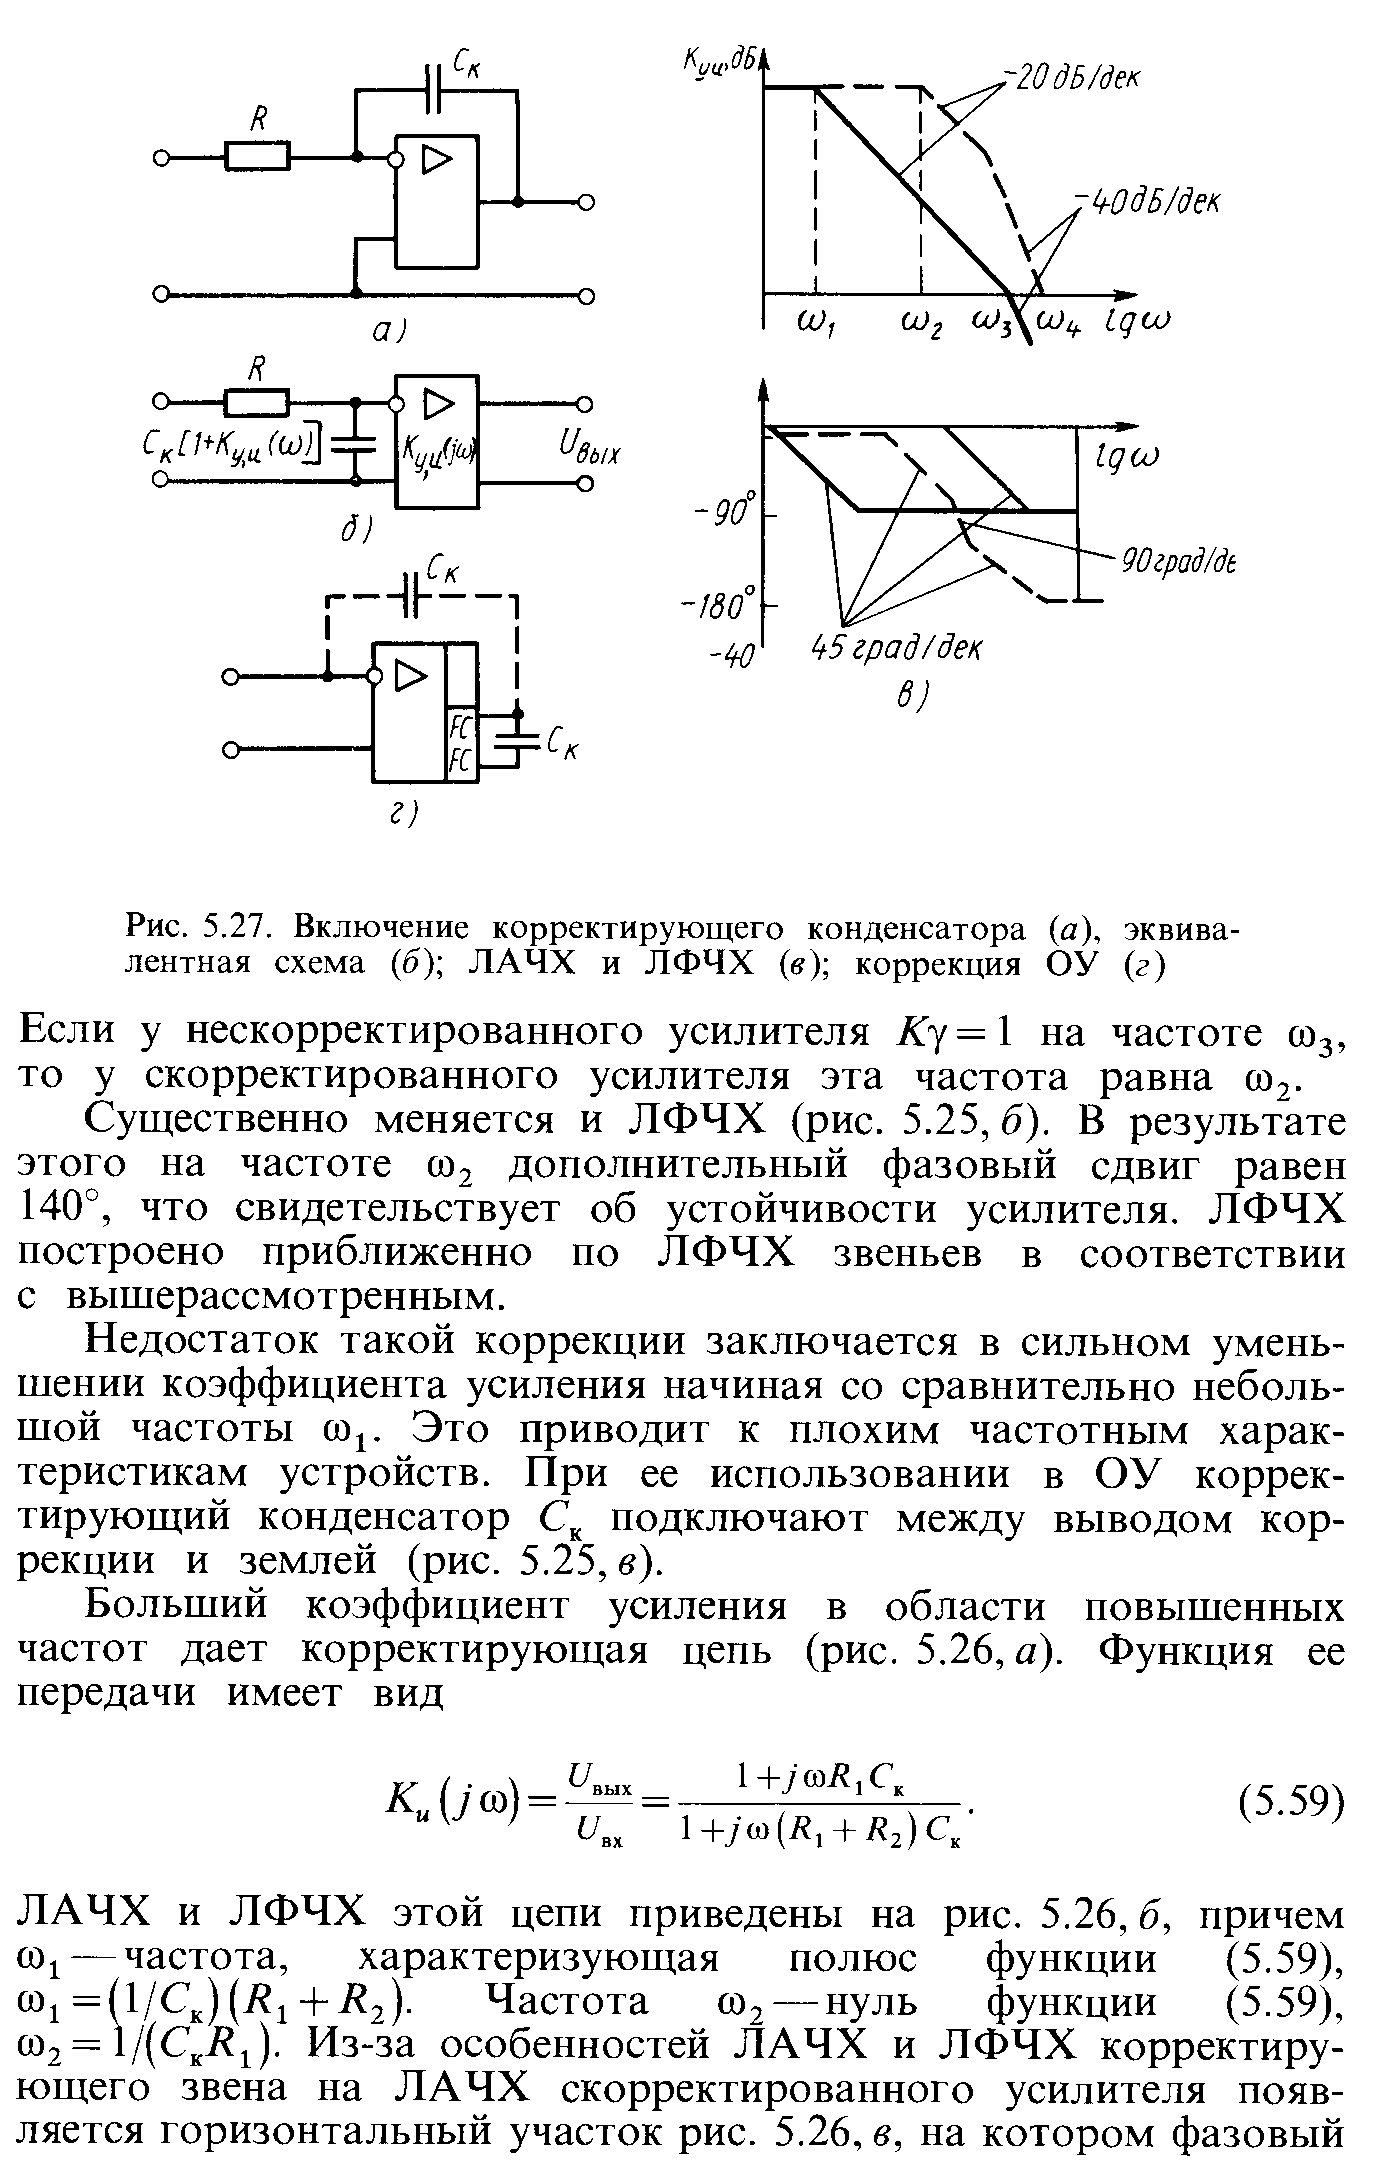 Cк
R
а)
R
Cк[1+Kу,ц(ω)]
Kу,ц(jω)
Uвых
б)
Cк
FC
FC
Cк
г)
Kуц,дБ
-20дБ/дек
-40дБ/дек
ω1 ω2 ω3 ω4 lgω
lgω
-90°
90град/де
-180°
-40
45град/дек
в)
Рис. 5.27. Включение корректирующего конденсатора (а), эквива-
лентная схема (б); ЛАЧХ и ЛФЧХ (в); коррекция ОУ (г)
Если у нескорректированного усилителя Kγ=1 на частоте ω3,
то у скорректированного усилителя эта частота равна ω2.
Существенно меняется и ЛФЧХ (рис. 5.25, б). В результате
этого на частоте ω2 дополнительный фазовый сдвиг равен
140°, что свидетельствует об устойчивости усилителя. ЛФЧХ
построено приближенно по ЛФЧХ звеньев в соответствии
с вышерассмотренным.
Недостаток такой коррекции заключается в сильном умень-
шении коэффициента усиления начиная со сравнительно неболь-
шой частоты ω1. Это приводит к плохим частотным харак-
теристикам устройств. При ее использовании в ОУ коррек-
тирующий конденсатор Cк подключают между выводом кор-
рекции и землей (рис. 5.25, в).
Больший коэффициент усиления в области повышенных
частот дает корректирующая цепь (рис. 5.26, а). Функция ее
передачи имеет вид
Kи(jω)=Uвых/Uвх=(1+jωR1Cк)/(1+jω(R1+R2)Cк). (5.59)
ЛАЧХ и ЛФЧХ этой цепи приведены на рис. 5.26, б, причем
ω1—частота, характеризующая полюс функции (5.59),
ω1=(1/Cк)(R1+R2). Частота ω2—нуль функции (5.59),
ω2=1/(CкR1). Из-за особенностей ЛАЧХ и ЛФЧХ корректиру-
ющего звена на ЛАЧХ скорректированного усилителя появ-
ляется горизонтальный участок рис. 5.26, в, на котором фазовый